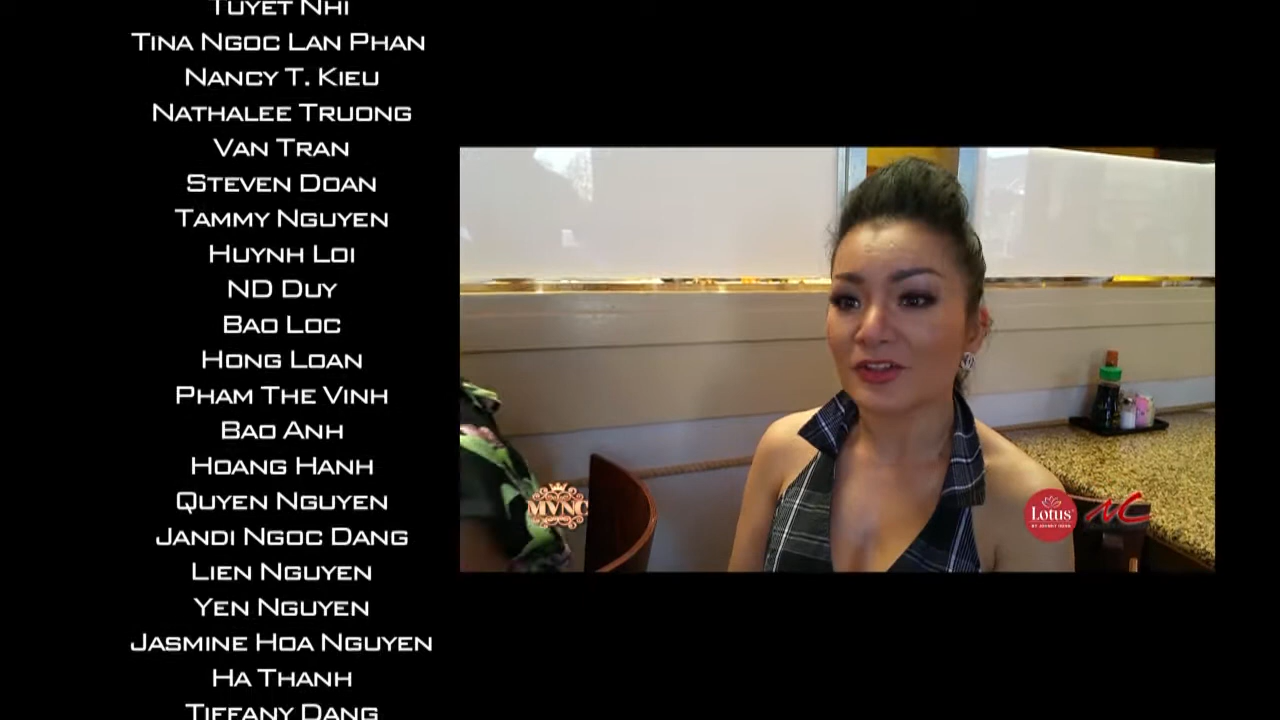 TUYET NHI
TINA NGOC LAN PHAN
NANCY T. KIEU
NATHALEE TRUONG
VAN TRAN
STEVEN DOAN
TAMMY NGUYEN
HUYNH LOI
ND DUY
BAO LOC
HONG LOAN
PHAM THE VINH
BAO ANH
HOANG HANH
QUYEN NGUYEN
JANDI NGOC DANG
LIEN NGUYEN
YEN NGUYEN
JASMINE HOA NGUYEN
HA THANH
TIFFANY DANG
MVNC
Lotus